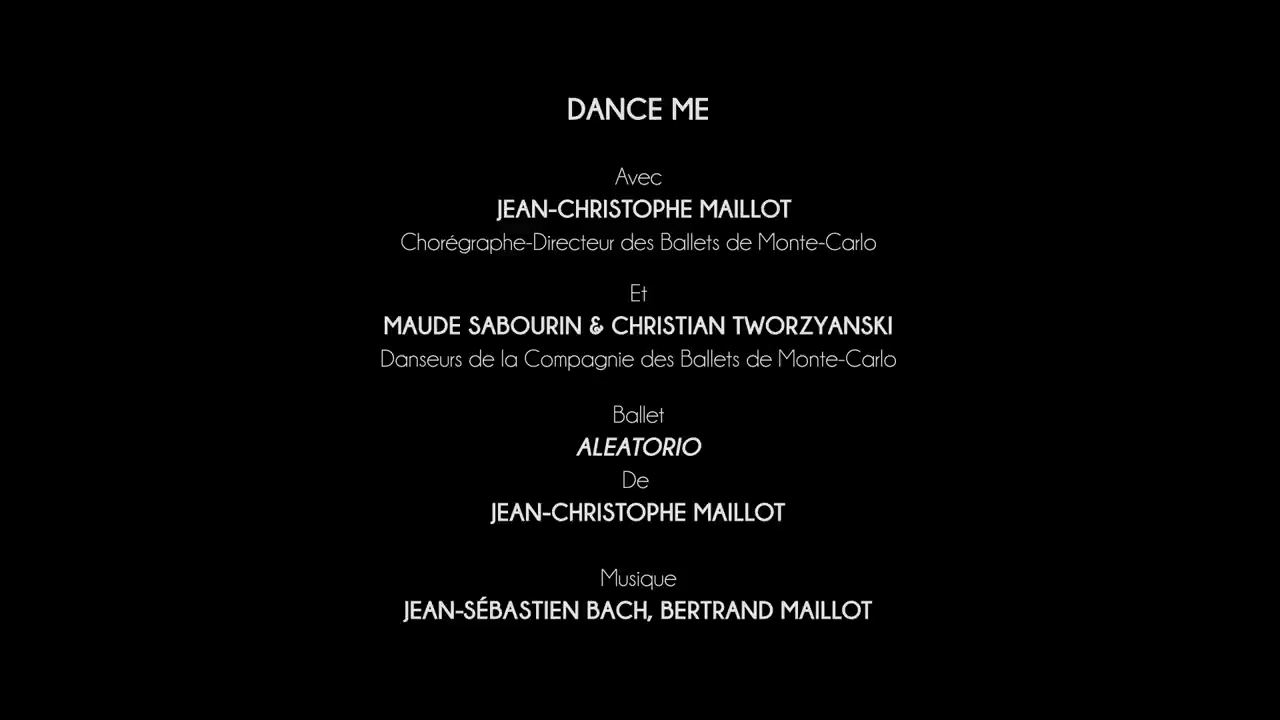 DANCE ME
Avec
JEAN-CHRISTOPHE MAILLOT
Chorégraphe-Directeur des Ballets de Monte-Carlo
Et
MAUDE SABOURIN & CHRISTIAN TWORZYANSKI
Danseurs de la Compagnie des Ballets de Monte-Carlo
Ballet
ALEATORIO
De
JEAN-CHRISTOPHE MAILLOT
Musique
JEAN-SÉBASTIEN BACH, BERTRAND MAILLOT